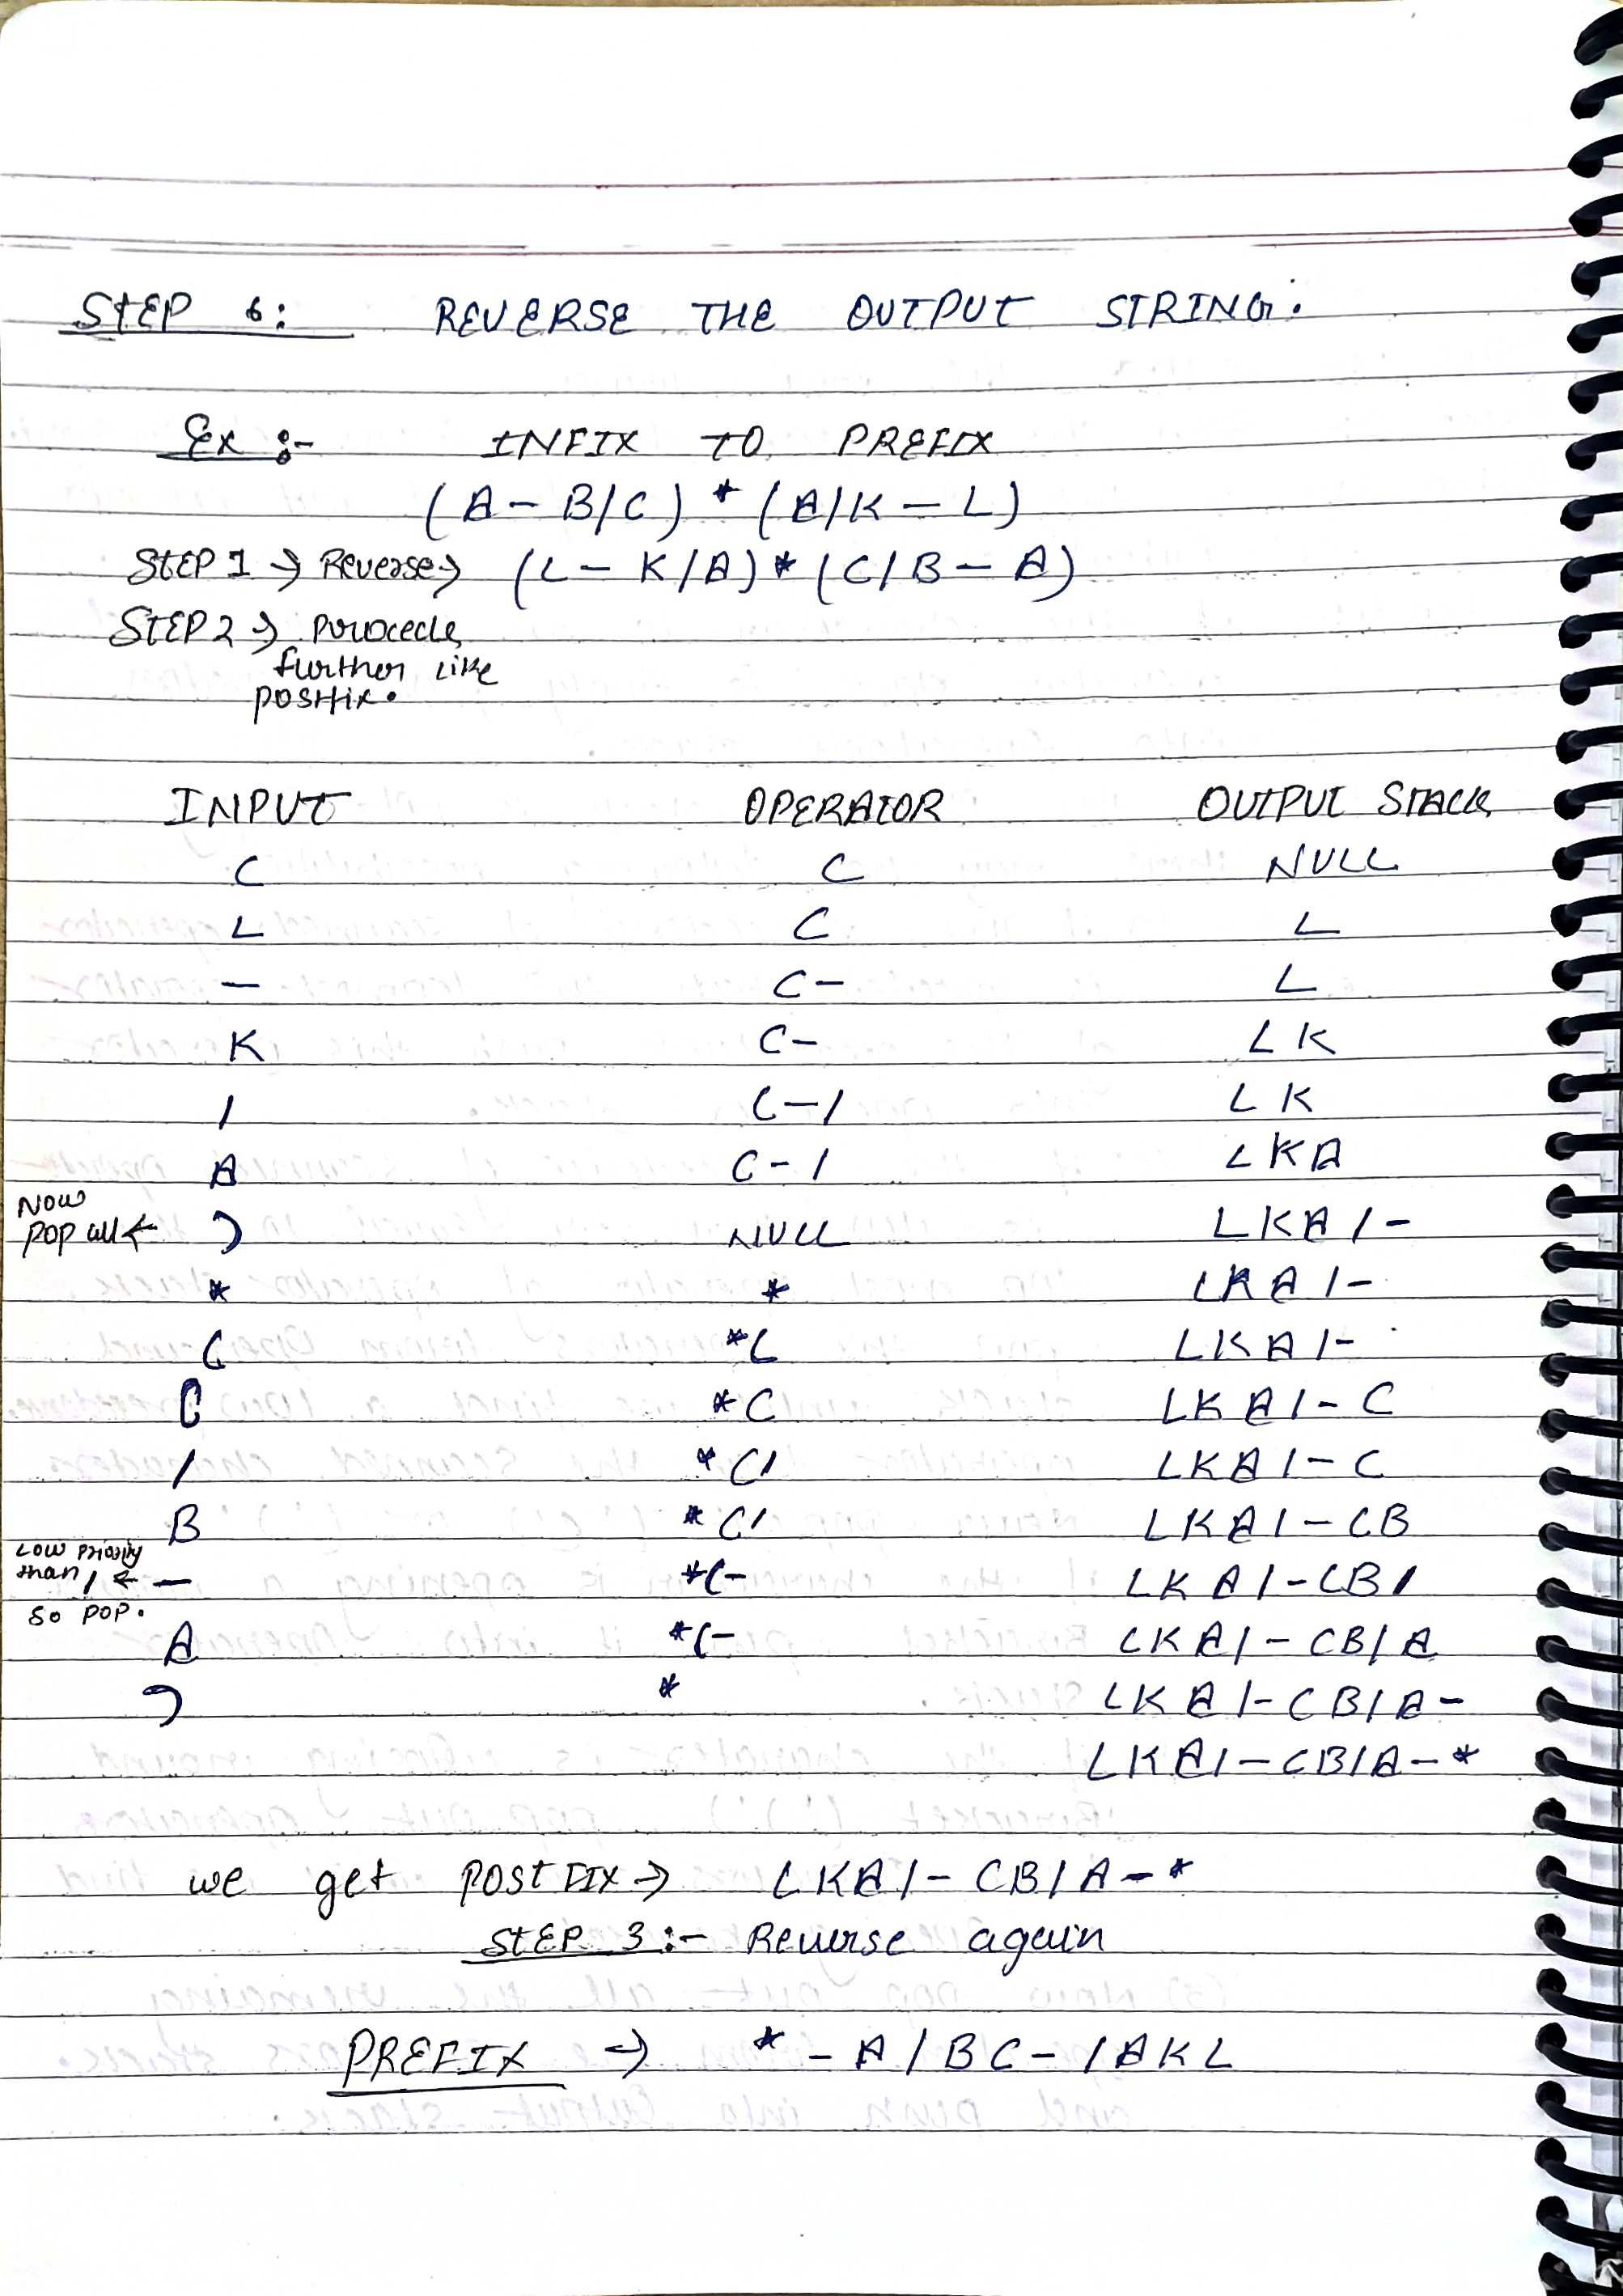 STEP 6: REVERSE THE OUTPUT STRING.
Ex :- INFIX TO PREFIX
(A - B/C) * (A/K - L)
STEP 1 → Reverse → (L - K/A) * (C/B - A)
STEP 2 → Procede
further like
postfix.
INPUT OPERATOR OUTPUT Stack
( ( NULL
L ( L
- (- L
K (- LK
/ (-/ LK
A (-/ LKA
Now
pop all ← ) NULL LKA/-
* * LKA/-
( *( LKA/-
C *( LKA/-C
/ *(/ LKA/-C
B *(/ LKA/-CB
Low priority
than / ← - *(- LKA/-CB/
so pop.
A *(- LKA/-CB/A
) * LKA/-CB/A-
LKA/-CB/A-*
we get POSTFIX → LKA/-CB/A-*
STEP 3:- Reverse again
PREFIX → *-A/BC-/AKL